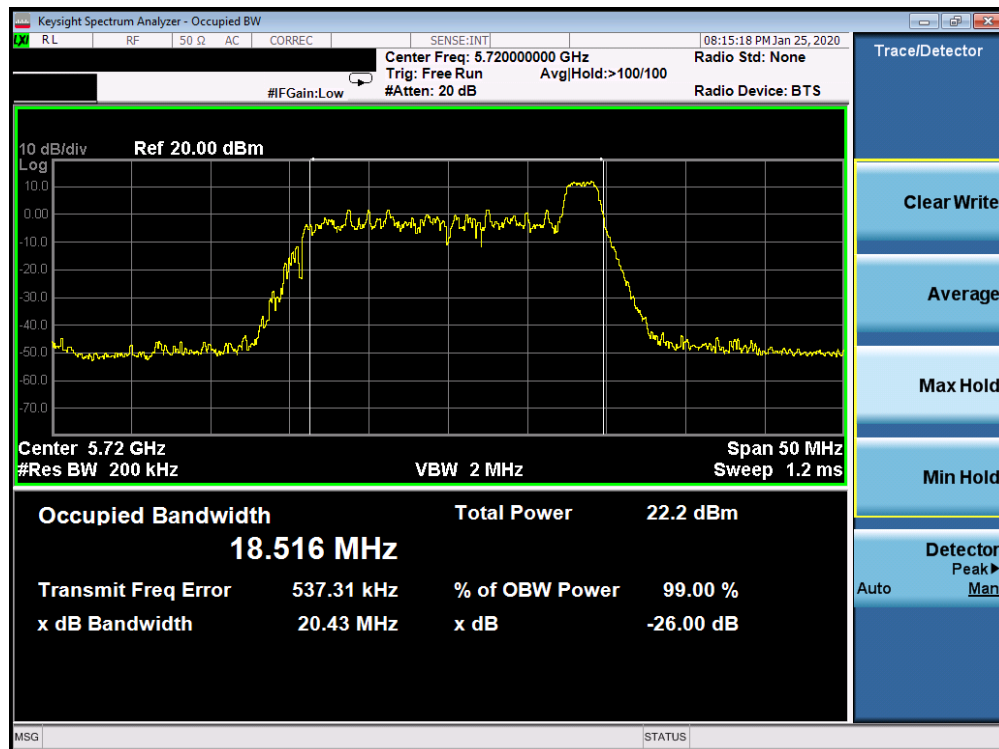 Keysight Spectrum Analyzer - Occupied BW
LXI RL RF 50 Ω AC CORREC SENSE:INT 08:15:18 PM Jan 25, 2020
Center Freq: 5.720000000 GHz Radio Std: None
Trig: Free Run Avg|Hold:>100/100
#IFGain:Low #Atten: 20 dB Radio Device: BTS
10 dB/div Ref 20.00 dBm
Log
10.0
0.00
-10.0
-20.0
-30.0
-40.0
-50.0
-60.0
-70.0
Center 5.72 GHz Span 50 MHz
#Res BW 200 kHz VBW 2 MHz Sweep 1.2 ms
Occupied Bandwidth Total Power 22.2 dBm
18.516 MHz
Transmit Freq Error 537.31 kHz % of OBW Power 99.00 %
x dB Bandwidth 20.43 MHz x dB -26.00 dB
MSG STATUS
Trace/Detector
Clear Write
Average
Max Hold
Min Hold
Detector
Peak▶
Auto Man